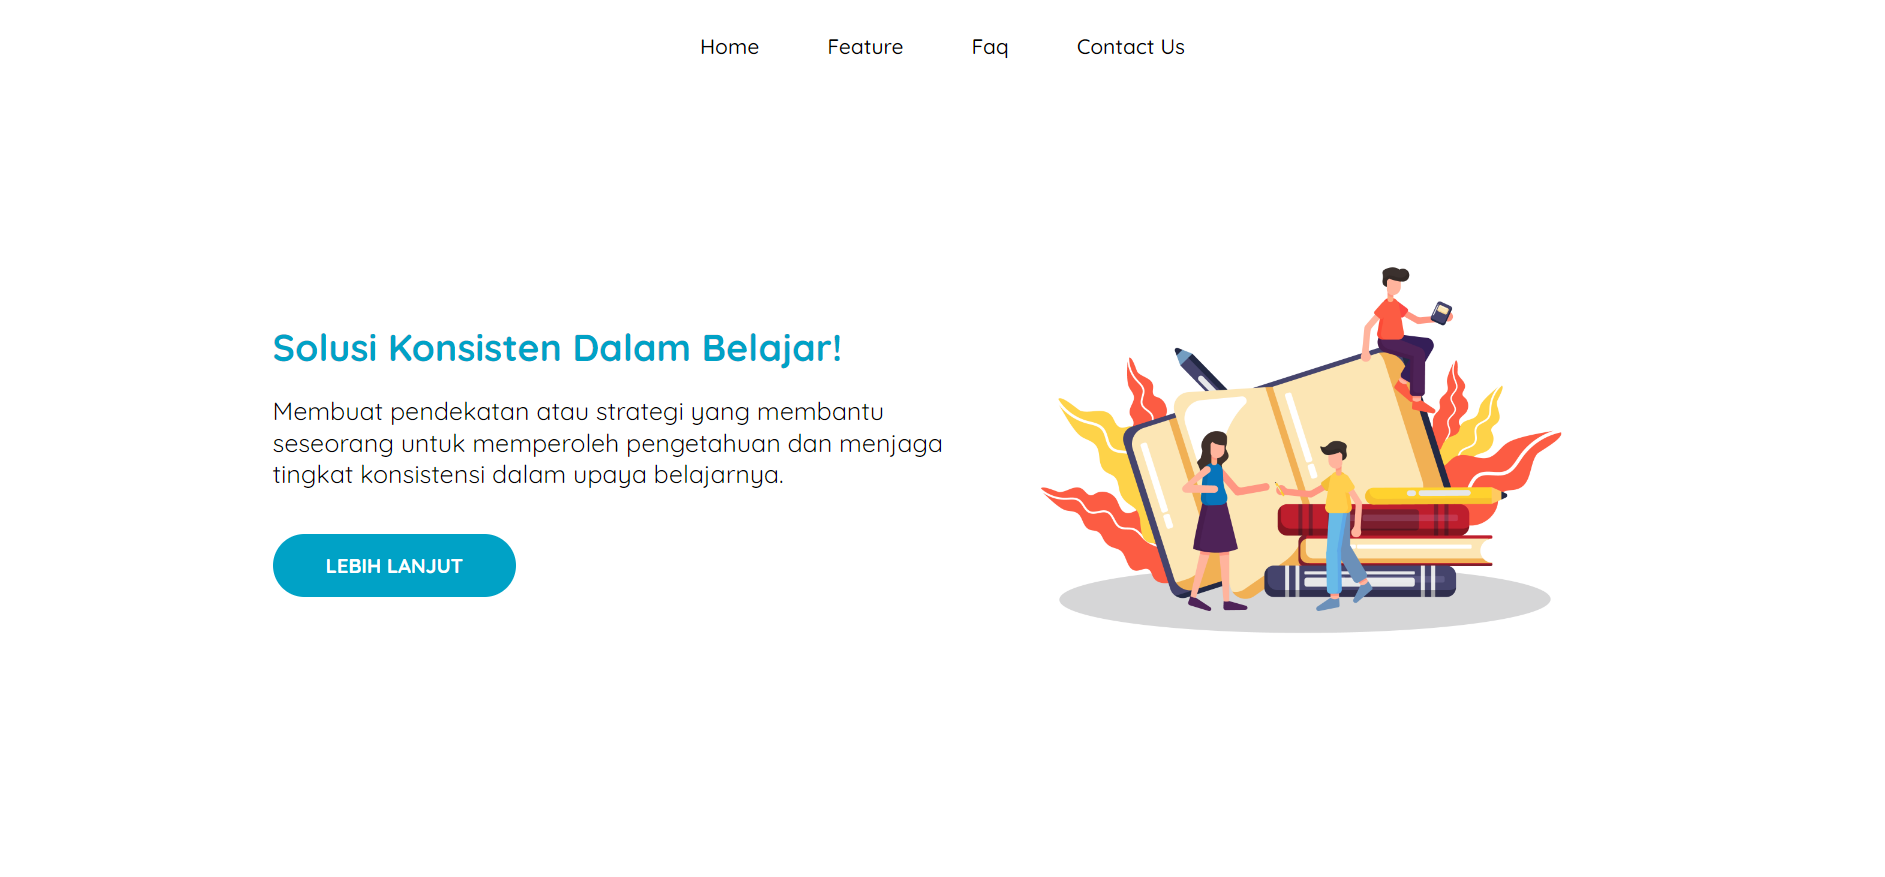 Home Feature Faq Contact Us
Solusi Konsisten Dalam Belajar!
Membuat pendekatan atau strategi yang membantu
seseorang untuk memperoleh pengetahuan dan menjaga
tingkat konsistensi dalam upaya belajarnya.
LEBIH LANJUT